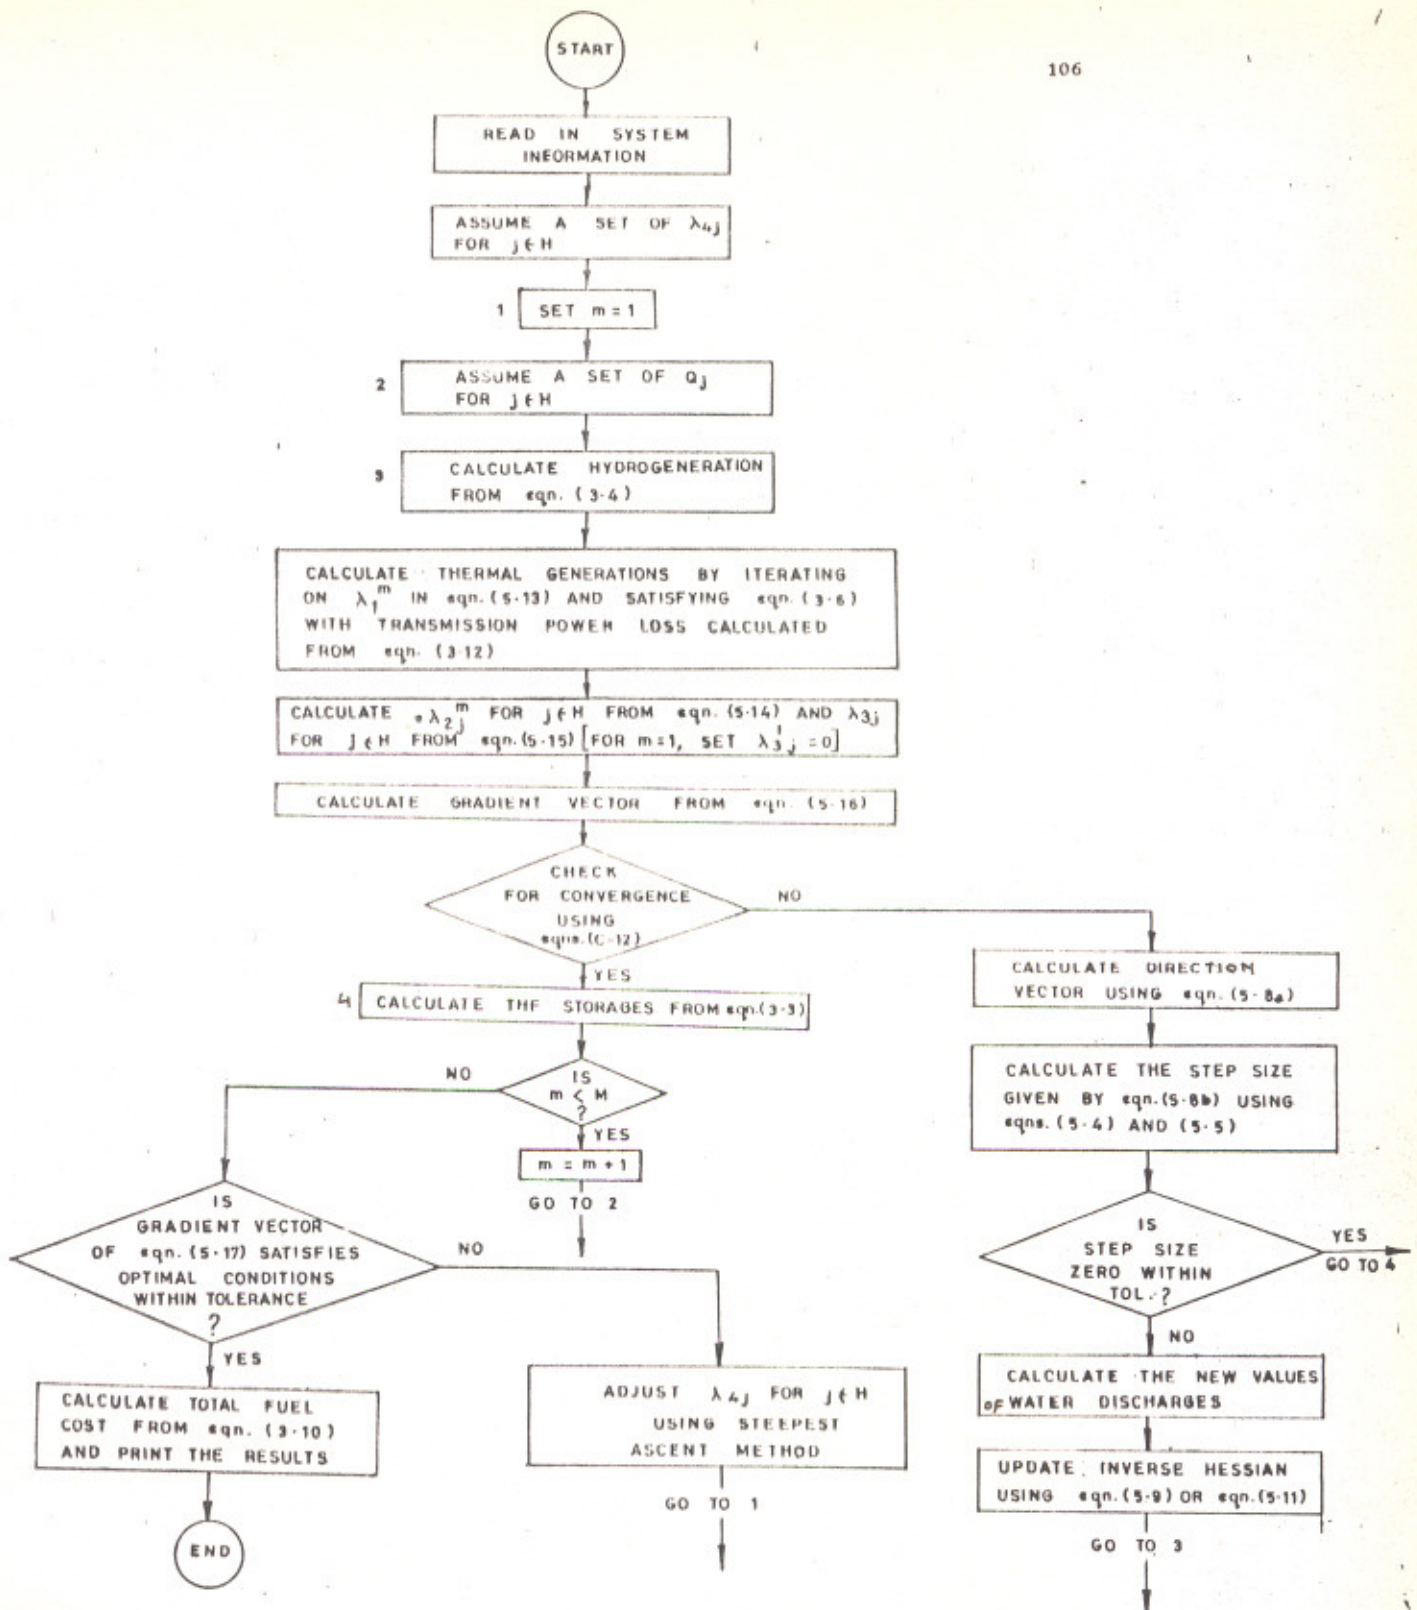 106
START
READ IN SYSTEM
INFORMATION
ASSUME A SET OF λ4j
FOR j∈H
1 SET m = 1
2 ASSUME A SET OF Qj
FOR j∈H
3 CALCULATE HYDROGENERATION
FROM eqn. (3·4)
CALCULATE THERMAL GENERATIONS BY ITERATING
ON λ₁ᵐ IN eqn. (5·13) AND SATISFYING eqn. (3·6)
WITH TRANSMISSION POWER LOSS CALCULATED
FROM eqn. (3·12)
CALCULATE λ₂ⱼᵐ FOR j∈H FROM eqn. (5·14) AND λ3j
FOR j∈H FROM eqn. (5·15) [FOR m=1, SET λ₃¹ⱼ = 0]
CALCULATE GRADIENT VECTOR FROM eqn. (5·16)
CHECK
FOR CONVERGENCE
USING
eqns. (C-12)
NO
YES
4 CALCULATE THE STORAGES FROM eqn. (3·3)
IS
m < M
?
NO
YES
m = m + 1
GO TO 2
IS
GRADIENT VECTOR
OF eqn. (5·17) SATISFIES
OPTIMAL CONDITIONS
WITHIN TOLERANCE
?
NO
YES
CALCULATE TOTAL FUEL
COST FROM eqn. (3·10)
AND PRINT THE RESULTS
END
ADJUST λ4j FOR j∈H
USING STEEPEST
ASCENT METHOD
GO TO 1
CALCULATE DIRECTION
VECTOR USING eqn. (5·8a)
CALCULATE THE STEP SIZE
GIVEN BY eqn. (5·8b) USING
eqns. (5·4) AND (5·5)
IS
STEP SIZE
ZERO WITHIN
TOL. ?
YES
GO TO 4
NO
CALCULATE THE NEW VALUES
OF WATER DISCHARGES
UPDATE INVERSE HESSIAN
USING eqn. (5·9) OR eqn. (5·11)
GO TO 3